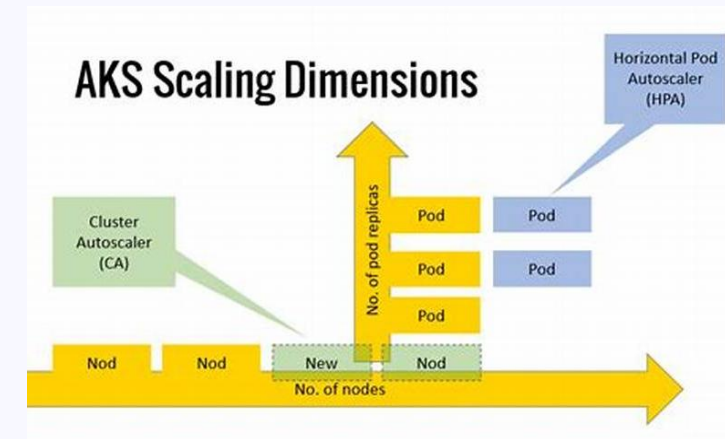 AKS Scaling Dimensions
Horizontal Pod
Autoscaler
(HPA)
Cluster
Autoscaler
(CA)
No. of pod replicas
Pod
Pod
Pod
Pod
Pod
Nod
Nod
New
Nod
No. of nodes